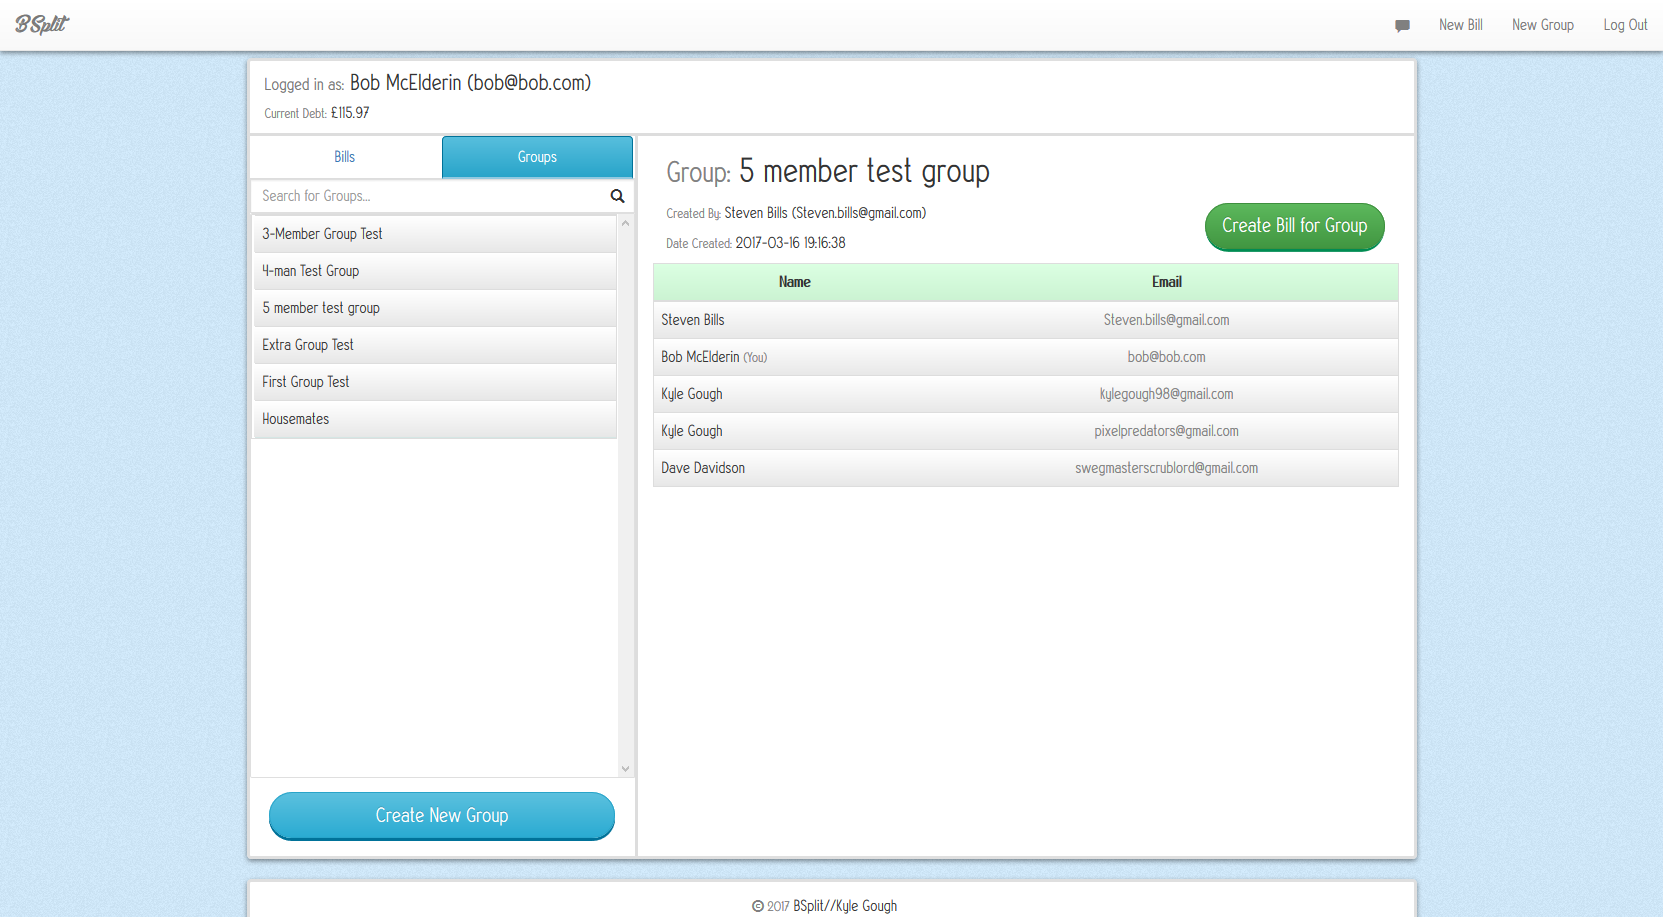 BSplit New Bill New Group Log Out
Logged in as: Bob McElderin (bob@bob.com)
Current Debt: £115.97
Bills Groups
Search for Groups...
3-Member Group Test
4-man Test Group
5 member test group
Extra Group Test
First Group Test
Housemates
Create New Group
Group: 5 member test group
Created By: Steven Bills (Steven.bills@gmail.com)
Date Created: 2017-03-16 19:16:38
Create Bill for Group
Name Email
Steven Bills Steven.bills@gmail.com
Bob McElderin (You) bob@bob.com
Kyle Gough kylegough98@gmail.com
Kyle Gough pixelpredators@gmail.com
Dave Davidson swegmasterscrublord@gmail.com
© 2017 BSplit//Kyle Gough